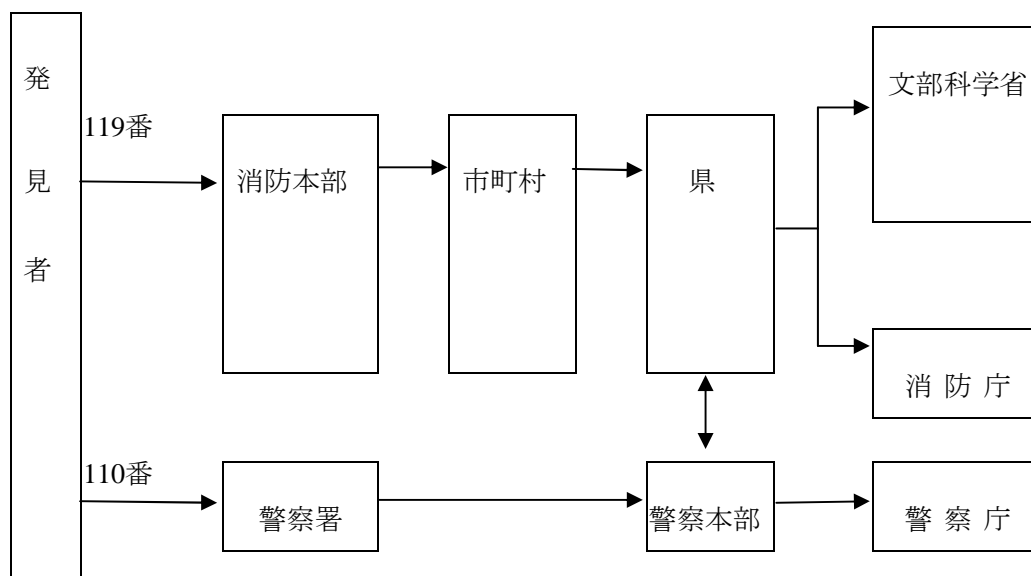 発見者
119番
消防本部
市町村
県
文部科学省
消防庁
110番
警察署
警察本部
警察庁